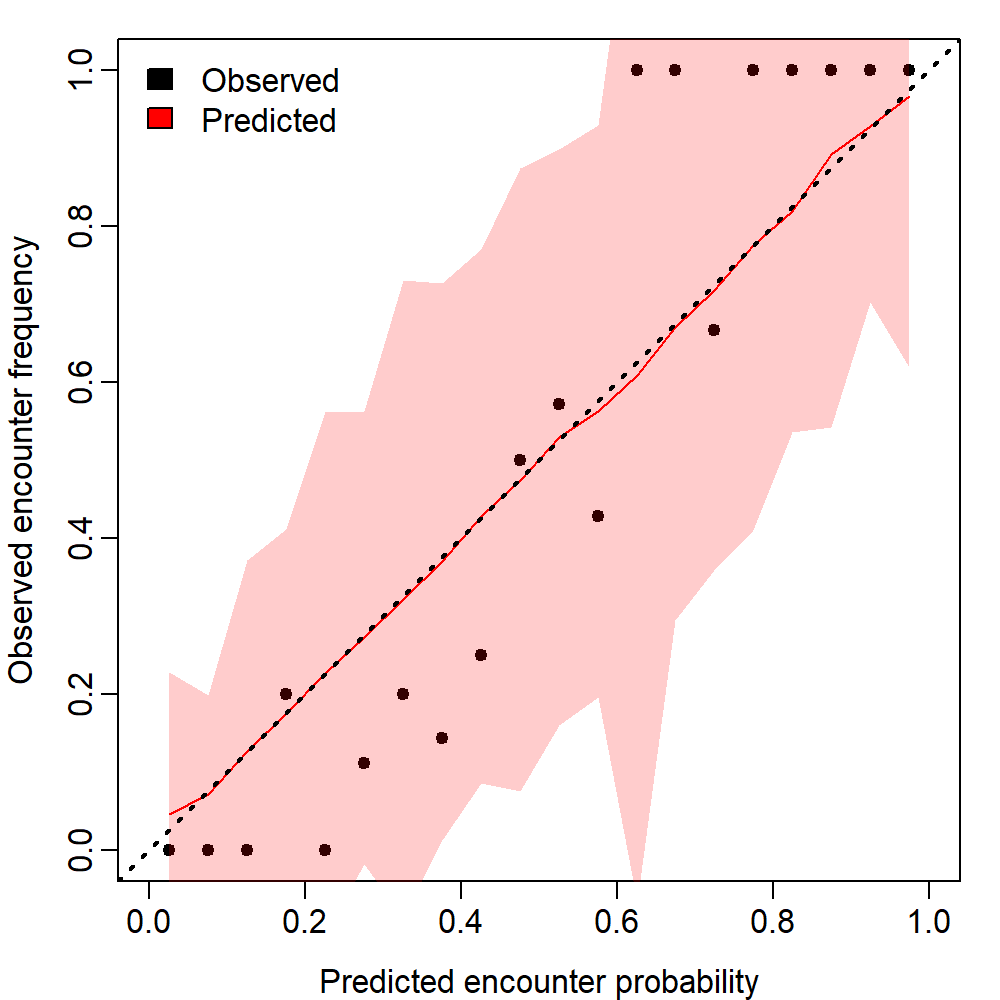 Observed
Predicted
Observed encounter frequency
1.0
0.8
0.6
0.4
0.2
0.0
0.0 0.2 0.4 0.6 0.8 1.0
Predicted encounter probability